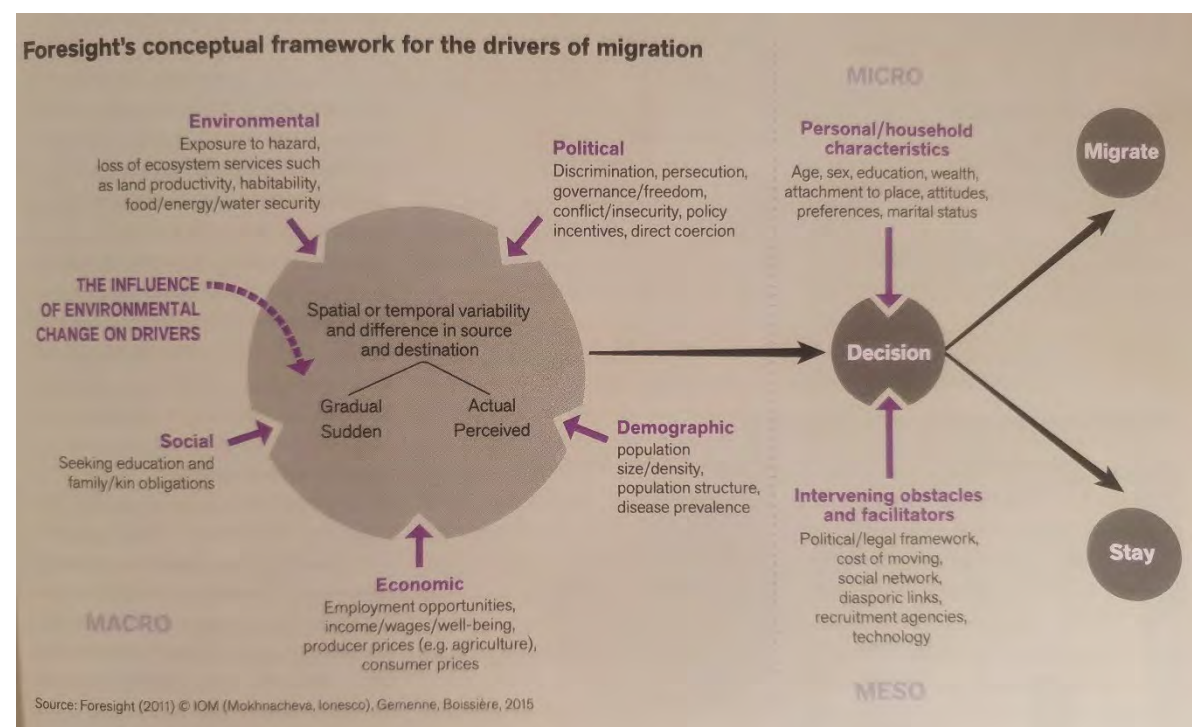 Foresight's conceptual framework for the drivers of migration
MICRO
Environmental
Exposure to hazard,
loss of ecosystem services such
as land productivity, habitability,
food/energy/water security
Political
Discrimination, persecution,
governance/freedom,
conflict/insecurity, policy
incentives, direct coercion
Personal/household
characteristics
Age, sex, education, wealth,
attachment to place, attitudes,
preferences, marital status
Migrate
THE INFLUENCE
OF ENVIRONMENTAL
CHANGE ON DRIVERS
Spatial or temporal variability
and difference in source
and destination
Gradual
Sudden
Actual
Perceived
Decision
Social
Seeking education and
family/kin obligations
Demographic
population
size/density,
population structure,
disease prevalence
Intervening obstacles
and facilitators
Political/legal framework,
cost of moving,
social network,
diasporic links,
recruitment agencies,
technology
Stay
Economic
Employment opportunities,
income/wages/well-being,
producer prices (e.g. agriculture),
consumer prices
MACRO
MESO
Source: Foresight (2011) © IOM (Mokhnacheva, Ionesco), Gemenne, Boissière, 2015